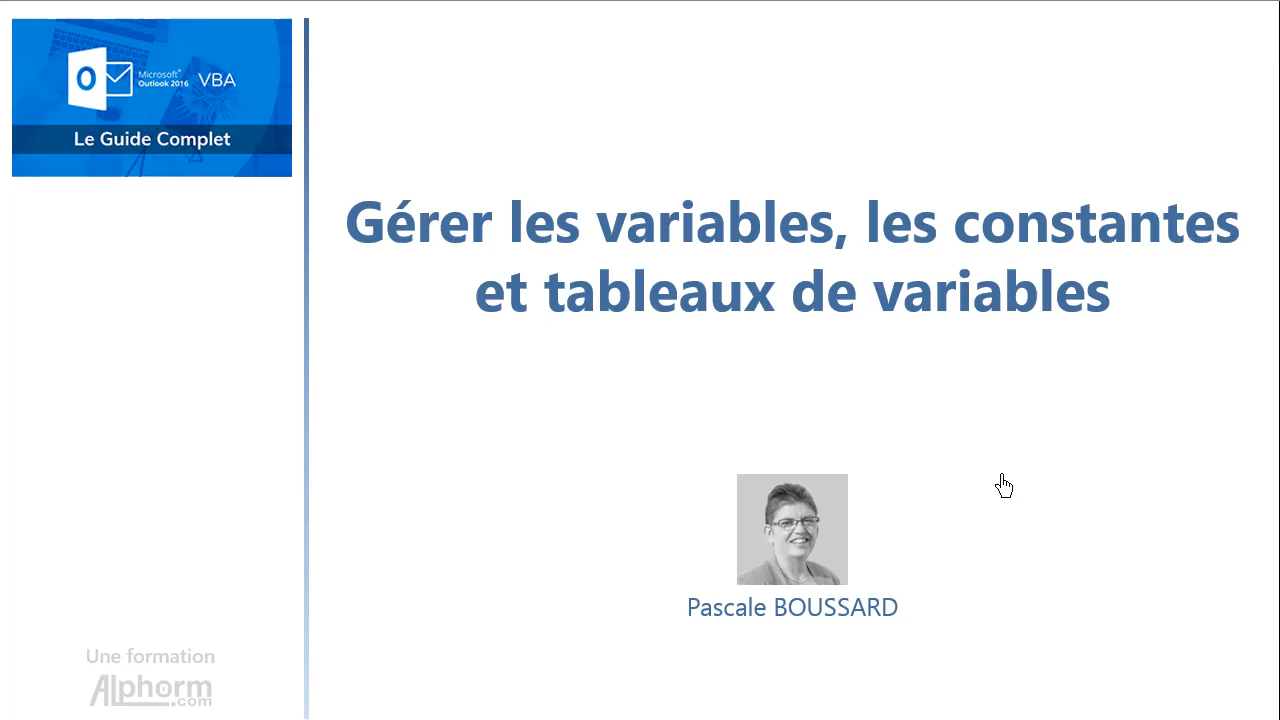 O
Microsoft®
Outlook 2016
VBA
Le Guide Complet
Gérer les variables, les constantes
et tableaux de variables
Pascale BOUSSARD
Une formation
Alphorm
.com